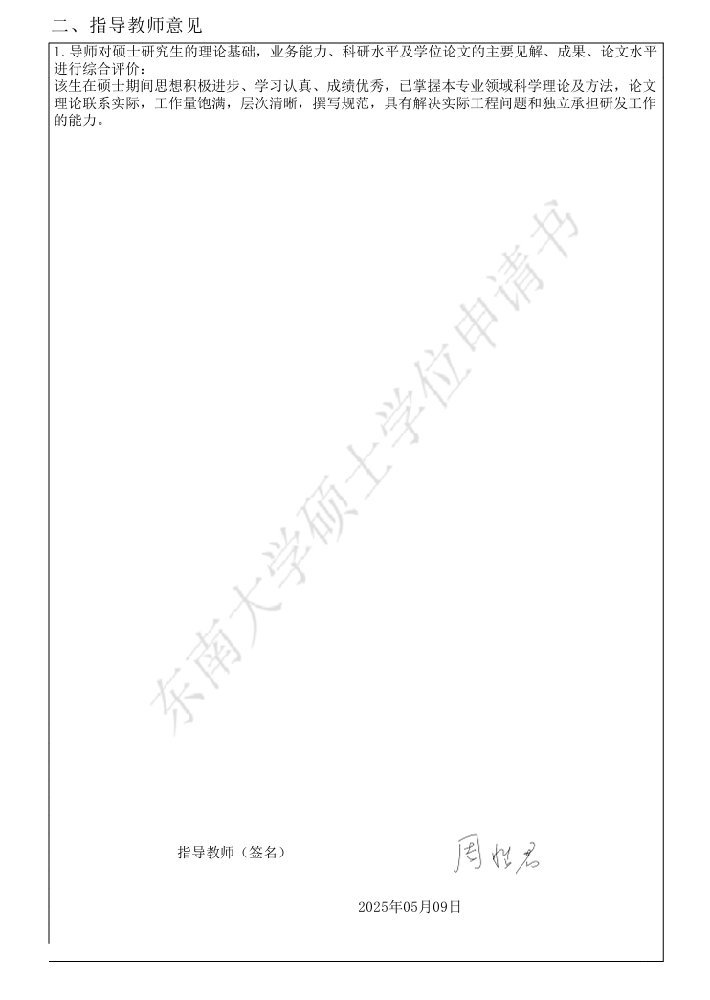 二、指导教师意见
1.导师对硕士研究生的理论基础，业务能力、科研水平及学位论文的主要见解、成果、论文水平
进行综合评价：
该生在硕士期间思想积极进步、学习认真、成绩优秀，已掌握本专业领域科学理论及方法，论文
理论联系实际，工作量饱满，层次清晰，撰写规范，具有解决实际工程问题和独立承担研发工作
的能力。
东南大学硕士学位申请书
指导教师（签名）
2025年05月09日